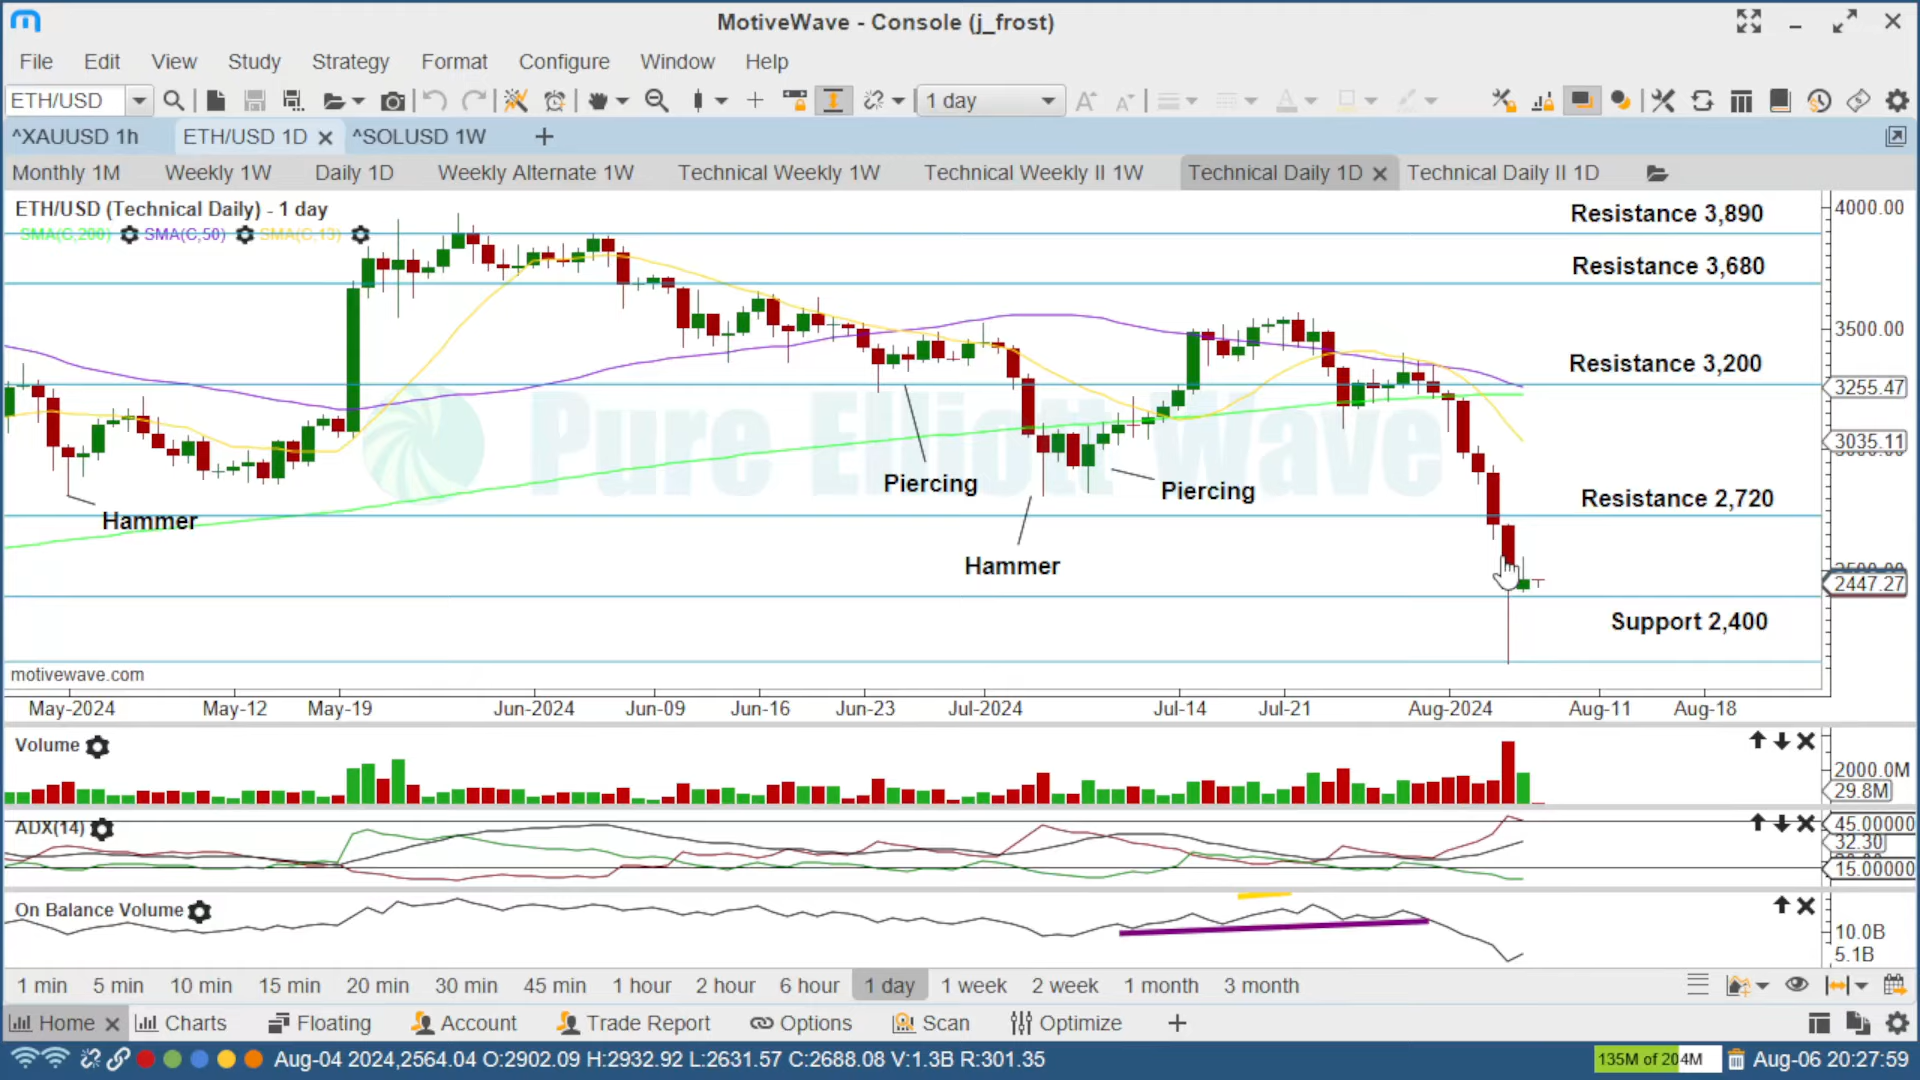 MotiveWave - Console (j_frost)
File Edit View Study Strategy Format Configure Window Help
ETH/USD 1 day
^XAUUSD 1h ETH/USD 1D ^SOLUSD 1W
Monthly 1M Weekly 1W Daily 1D Weekly Alternate 1W Technical Weekly 1W Technical Weekly II 1W Technical Daily 1D Technical Daily II 1D
ETH/USD (Technical Daily) - 1 day
SMA(C,200) SMA(C,50) SMA(C,13)
Resistance 3,890
4000.00
Resistance 3,680
3500.00
Resistance 3,200
3255.47
3035.11
Pure Elliott Wave
Piercing
Piercing
Resistance 2,720
Hammer
Hammer
2447.27
Support 2,400
motivewave.com
May-2024 May-12 May-19 Jun-2024 Jun-09 Jun-16 Jun-23 Jul-2024 Jul-14 Jul-21 Aug-2024 Aug-11 Aug-18
Volume
2000.0M
29.8M
ADX(14)
45.00000
32.30
15.00000
On Balance Volume
10.0B
5.1B
1 min 5 min 10 min 15 min 20 min 30 min 45 min 1 hour 2 hour 6 hour 1 day 1 week 2 week 1 month 3 month
Home Charts Floating Account Trade Report Options Scan Optimize
Aug-04 2024,2564.04 O:2902.09 H:2932.92 L:2631.57 C:2688.08 V:1.3B R:301.35 135M of 204M Aug-06 20:27:59